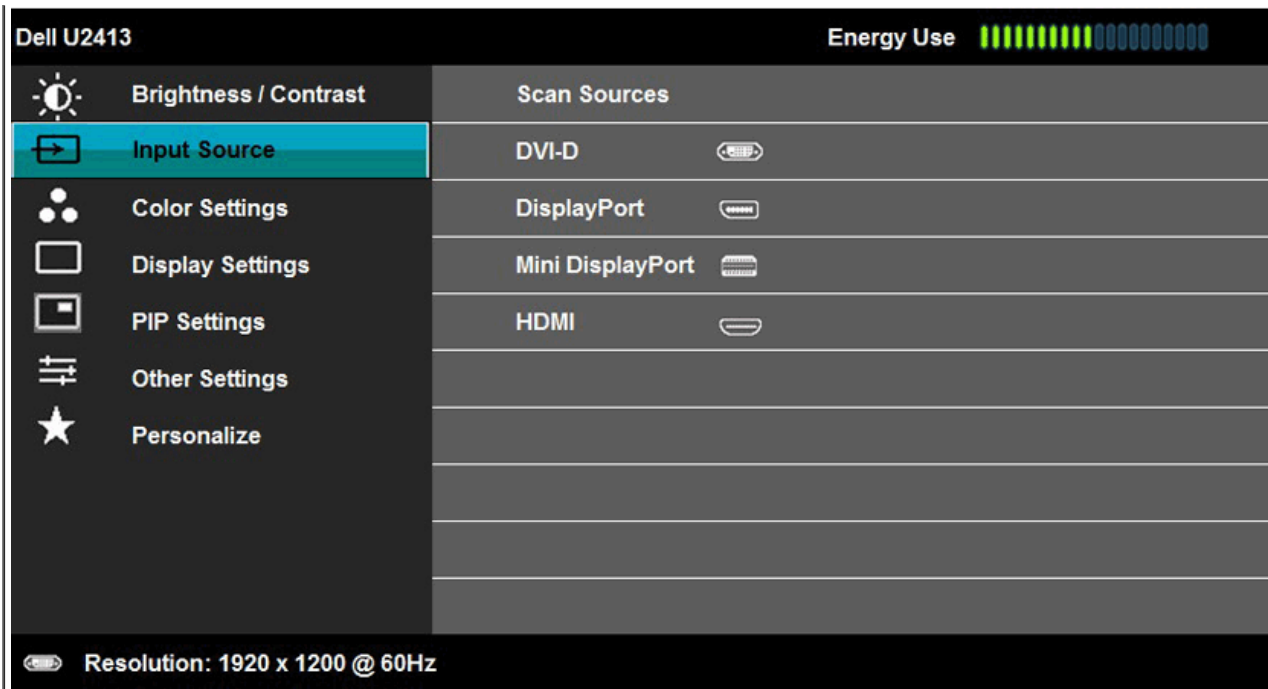 Dell U2413 Energy Use
Brightness / Contrast Scan Sources
Input Source DVI-D
Color Settings DisplayPort
Display Settings Mini DisplayPort
PIP Settings HDMI
Other Settings
Personalize
Resolution: 1920 x 1200 @ 60Hz